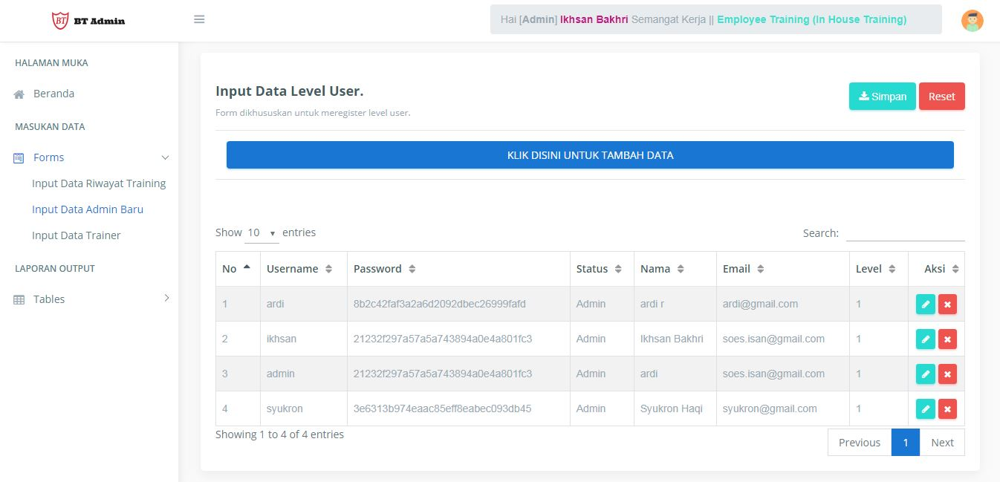 BT BT Admin
Hai [Admin] Ikhsan Bakhri Semangat Kerja || Employee Training (In House Training)
HALAMAN MUKA
Beranda
MASUKAN DATA
Forms
Input Data Riwayat Training
Input Data Admin Baru
Input Data Trainer
LAPORAN OUTPUT
Tables
Input Data Level User.
Form dikhususkan untuk meregister level user.
Simpan Reset
KLIK DISINI UNTUK TAMBAH DATA
Show 10 entries Search:
No Username Password Status Nama Email Level Aksi
1 ardi 8b2c42faf3a2a6d2092dbec26999fafd Admin ardi r ardi@gmail.com 1
2 ikhsan 21232f297a57a5a743894a0e4a801fc3 Admin Ikhsan Bakhri soes.isan@gmail.com 1
3 admin 21232f297a57a5a743894a0e4a801fc3 Admin ardi soes.isan@gmail.com 1
4 syukron 3e6313b974eaac85eff8eabec093db45 Admin Syukron Haqi syukron@gmail.com 1
Showing 1 to 4 of 4 entries
Previous 1 Next